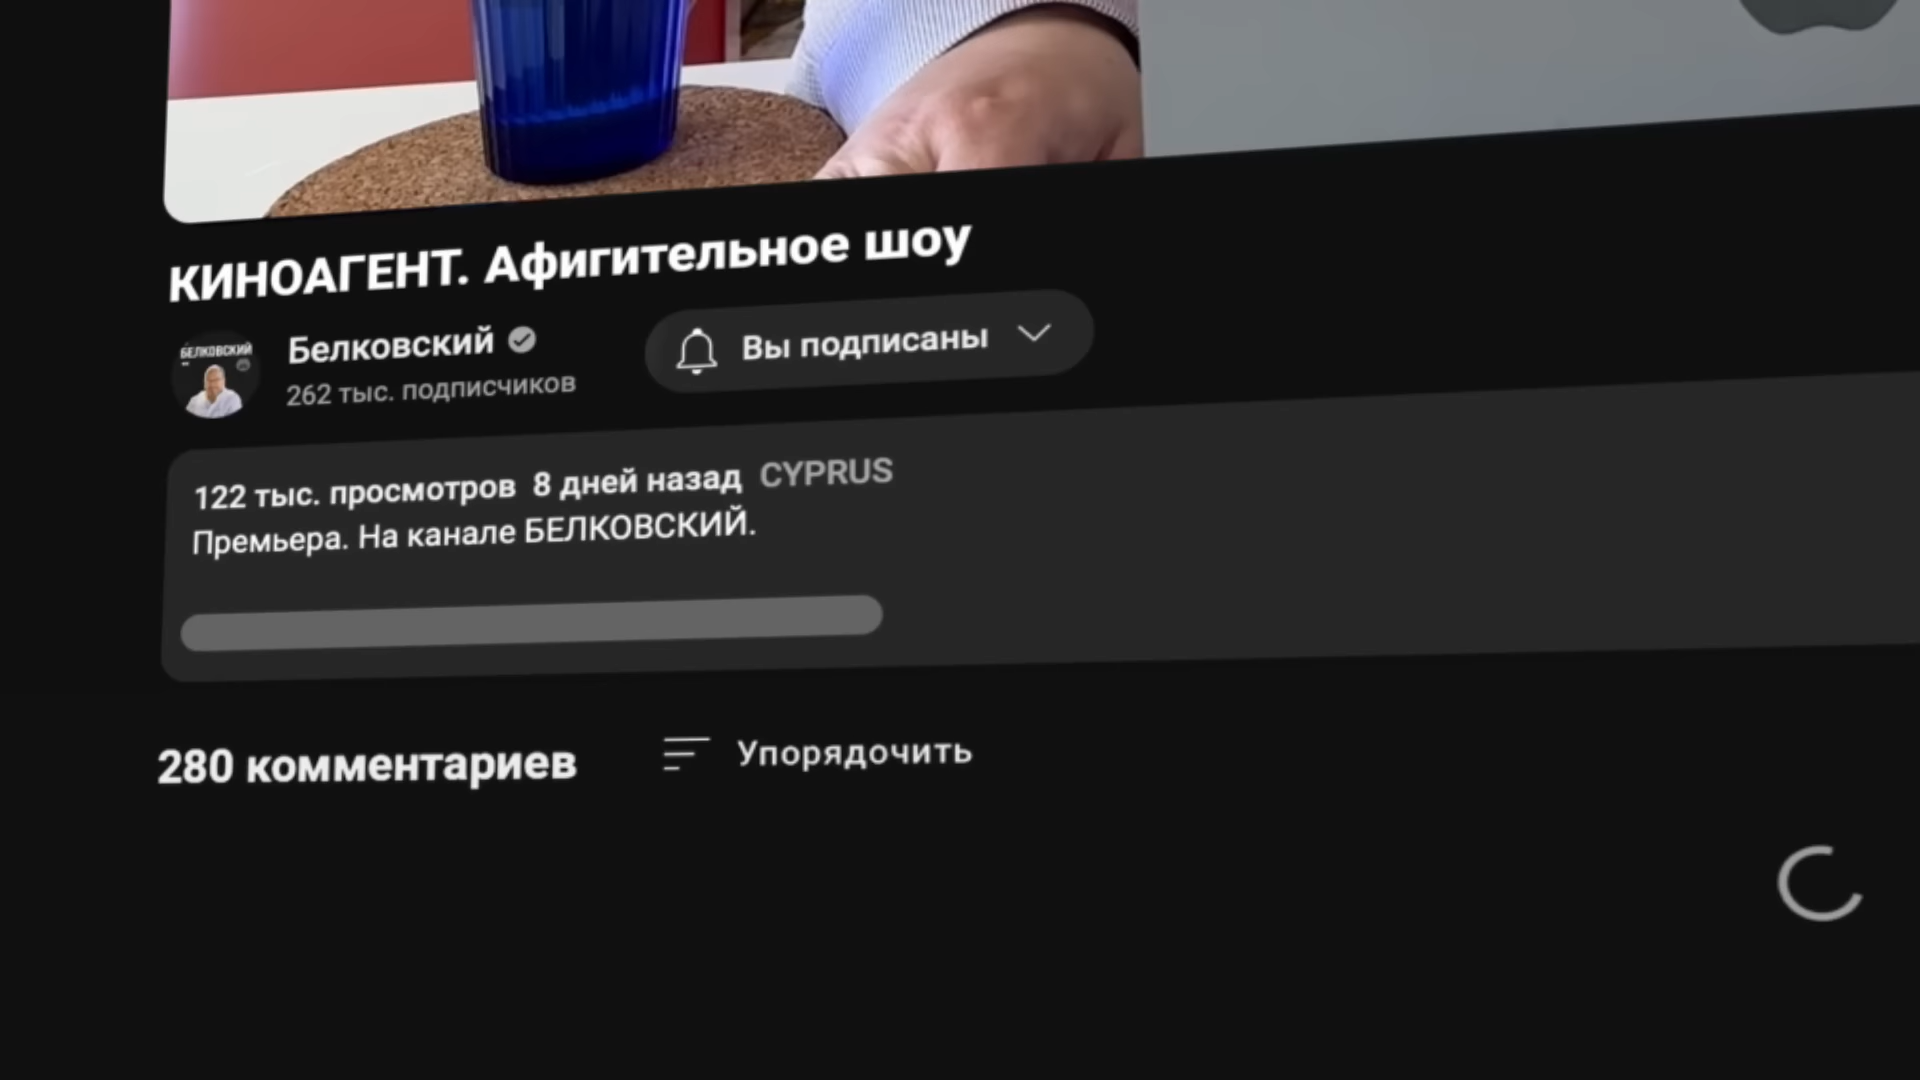 КИНОАГЕНТ. Афигительное шоу
БЕЛКОВСКИЙ
Белковский
262 тыс. подписчиков
Вы подписаны
122 тыс. просмотров 8 дней назад CYPRUS
Премьера. На канале БЕЛКОВСКИЙ.
280 комментариев
Упорядочить